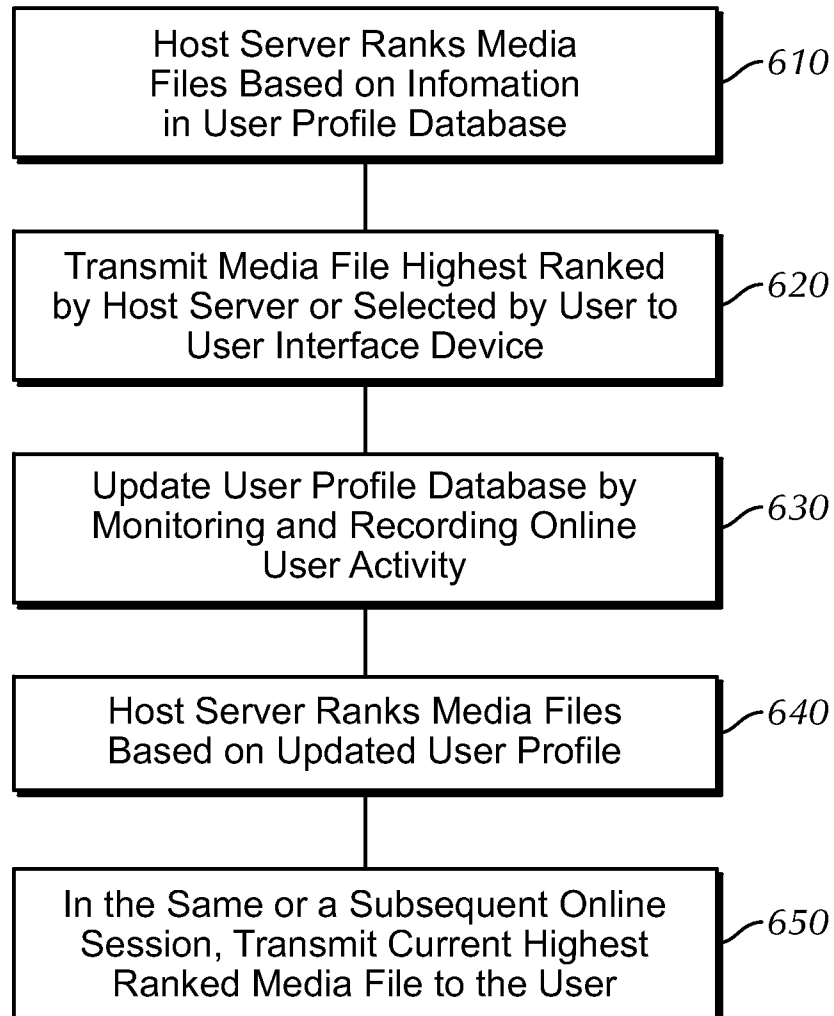 Host Server Ranks Media
Files Based on Infomation
in User Profile Database
610
Transmit Media File Highest Ranked
by Host Server or Selected by User to
User Interface Device
620
Update User Profile Database by
Monitoring and Recording Online
User Activity
630
Host Server Ranks Media Files
Based on Updated User Profile
640
In the Same or a Subsequent Online
Session, Transmit Current Highest
Ranked Media File to the User
650